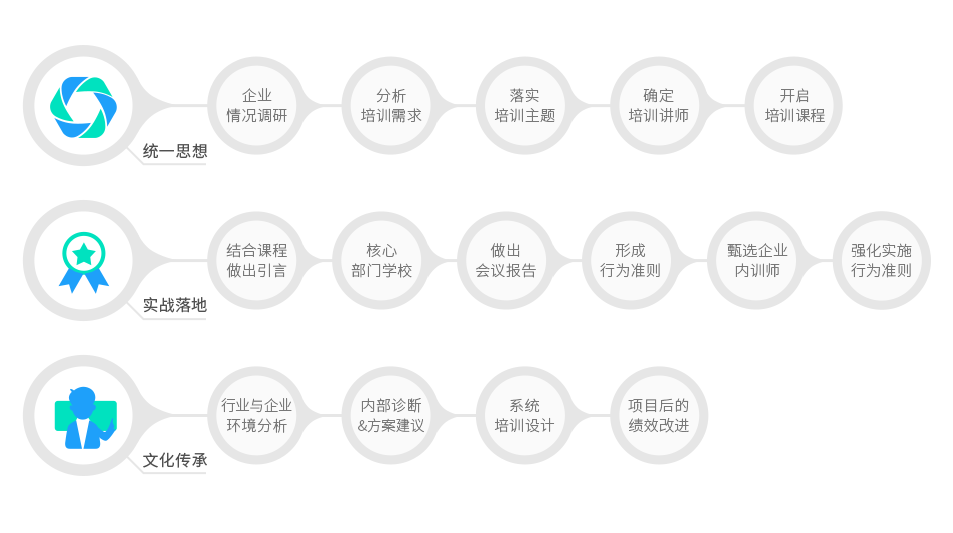 企业
情况调研
分析
培训需求
落实
培训主题
确定
培训讲师
开启
培训课程
统一思想
结合课程
做出引言
核心
部门学校
做出
会议报告
形成
行为准则
甄选企业
内训师
强化实施
行为准则
实战落地
行业与企业
环境分析
内部诊断
&方案建议
系统
培训设计
项目后的
绩效改进
文化传承